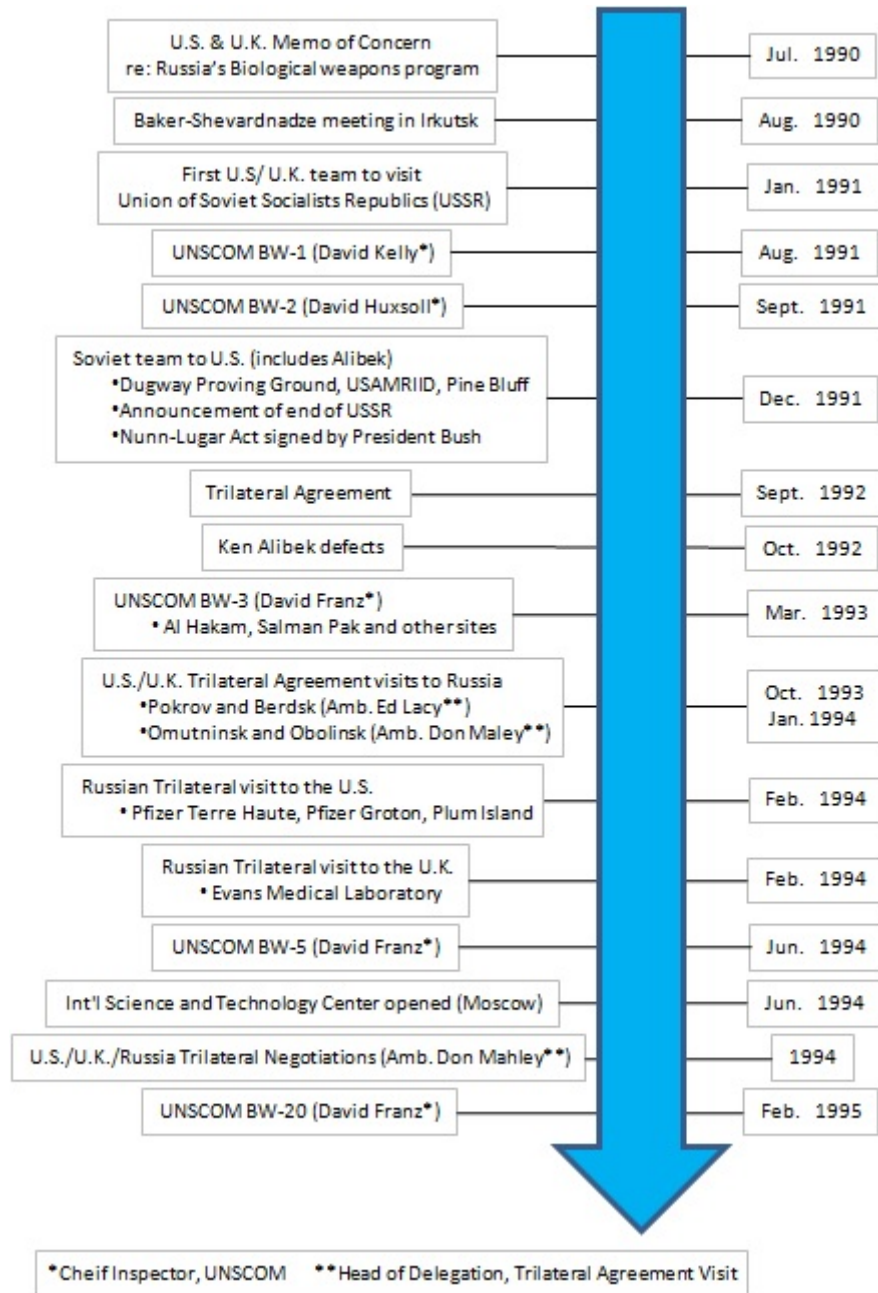 U.S. & U.K. Memo of Concern
re: Russia's Biological weapons program
Jul. 1990
Baker-Shevardnadze meeting in Irkutsk
Aug. 1990
First U.S/ U.K. team to visit
Union of Soviet Socialists Republics (USSR)
Jan. 1991
UNSCOM BW-1 (David Kelly*)
Aug. 1991
UNSCOM BW-2 (David Huxsoll*)
Sept. 1991
Soviet team to U.S. (includes Alibek)
•Dugway Proving Ground, USAMRIID, Pine Bluff
•Announcement of end of USSR
•Nunn-Lugar Act signed by President Bush
Dec. 1991
Trilateral Agreement
Sept. 1992
Ken Alibek defects
Oct. 1992
UNSCOM BW-3 (David Franz*)
• Al Hakam, Salman Pak and other sites
Mar. 1993
U.S./U.K. Trilateral Agreement visits to Russia
•Pokrov and Berdsk (Amb. Ed Lacy**)
•Omutninsk and Obolinsk (Amb. Don Maley**)
Oct. 1993
Jan. 1994
Russian Trilateral visit to the U.S.
• Pfizer Terre Haute, Pfizer Groton, Plum Island
Feb. 1994
Russian Trilateral visit to the U.K.
• Evans Medical Laboratory
Feb. 1994
UNSCOM BW-5 (David Franz*)
Jun. 1994
Int'l Science and Technology Center opened (Moscow)
Jun. 1994
U.S./U.K./Russia Trilateral Negotiations (Amb. Don Mahley**)
1994
UNSCOM BW-20 (David Franz*)
Feb. 1995
*Cheif Inspector, UNSCOM **Head of Delegation, Trilateral Agreement Visit